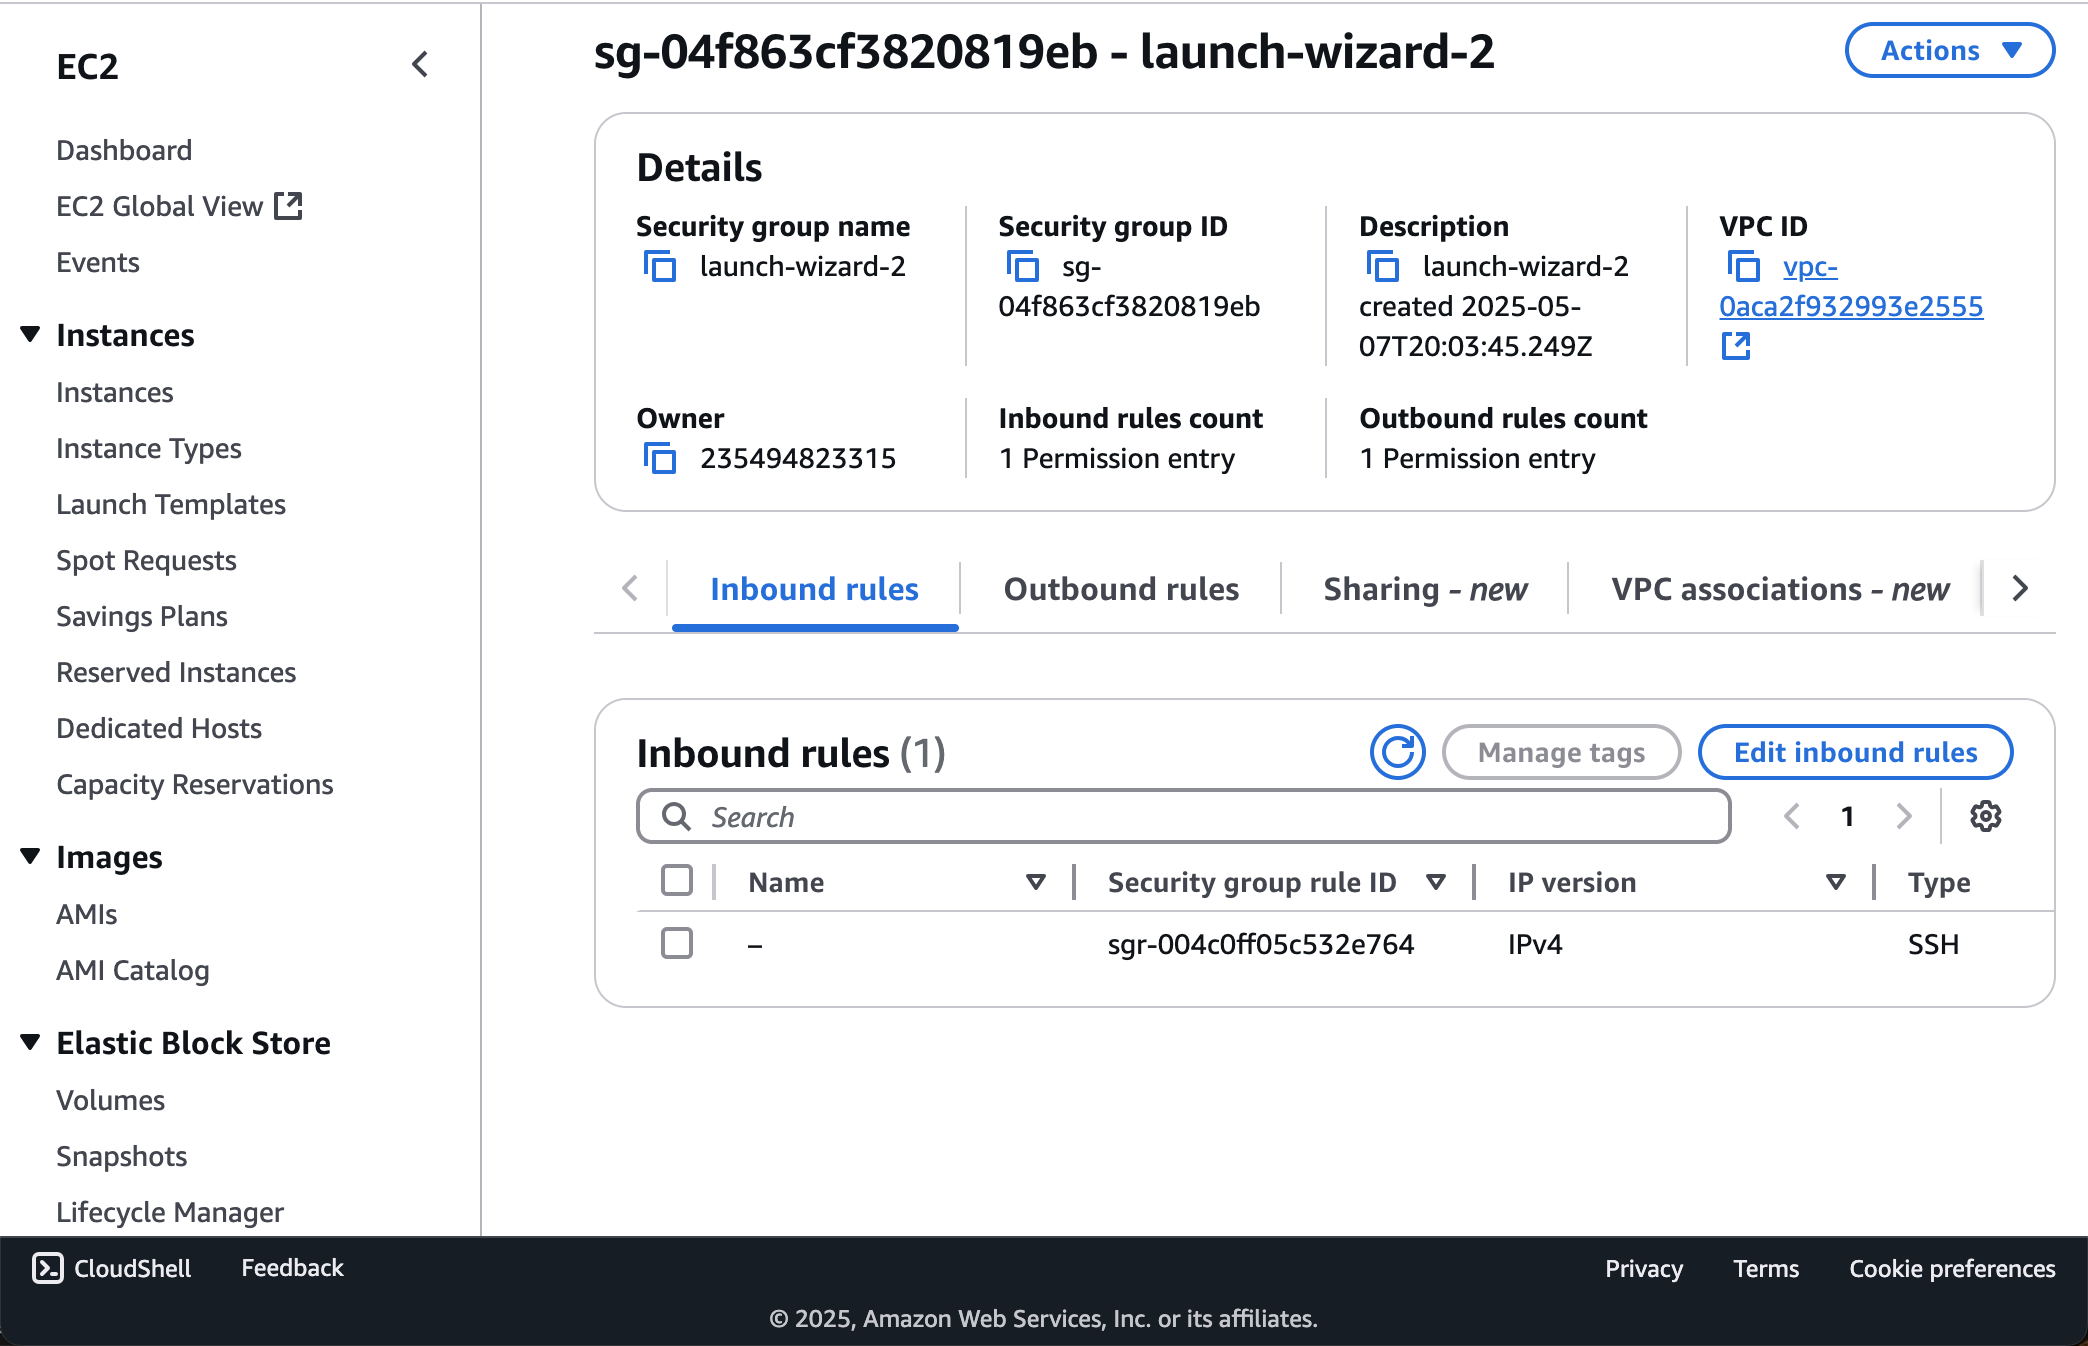 EC2
Dashboard
EC2 Global View
Events
Instances
Instances
Instance Types
Launch Templates
Spot Requests
Savings Plans
Reserved Instances
Dedicated Hosts
Capacity Reservations
Images
AMIs
AMI Catalog
Elastic Block Store
Volumes
Snapshots
Lifecycle Manager
sg-04f863cf3820819eb - launch-wizard-2
Actions
Details
Security group name
launch-wizard-2
Security group ID
sg-
04f863cf3820819eb
Description
launch-wizard-2
created 2025-05-
07T20:03:45.249Z
VPC ID
vpc-
0aca2f932993e2555
Owner
235494823315
Inbound rules count
1 Permission entry
Outbound rules count
1 Permission entry
Inbound rules
Outbound rules
Sharing - new
VPC associations - new
Inbound rules (1)
Manage tags
Edit inbound rules
Search
1
Name
Security group rule ID
IP version
Type
–
sgr-004c0ff05c532e764
IPv4
SSH
CloudShell
Feedback
Privacy
Terms
Cookie preferences
© 2025, Amazon Web Services, Inc. or its affiliates.